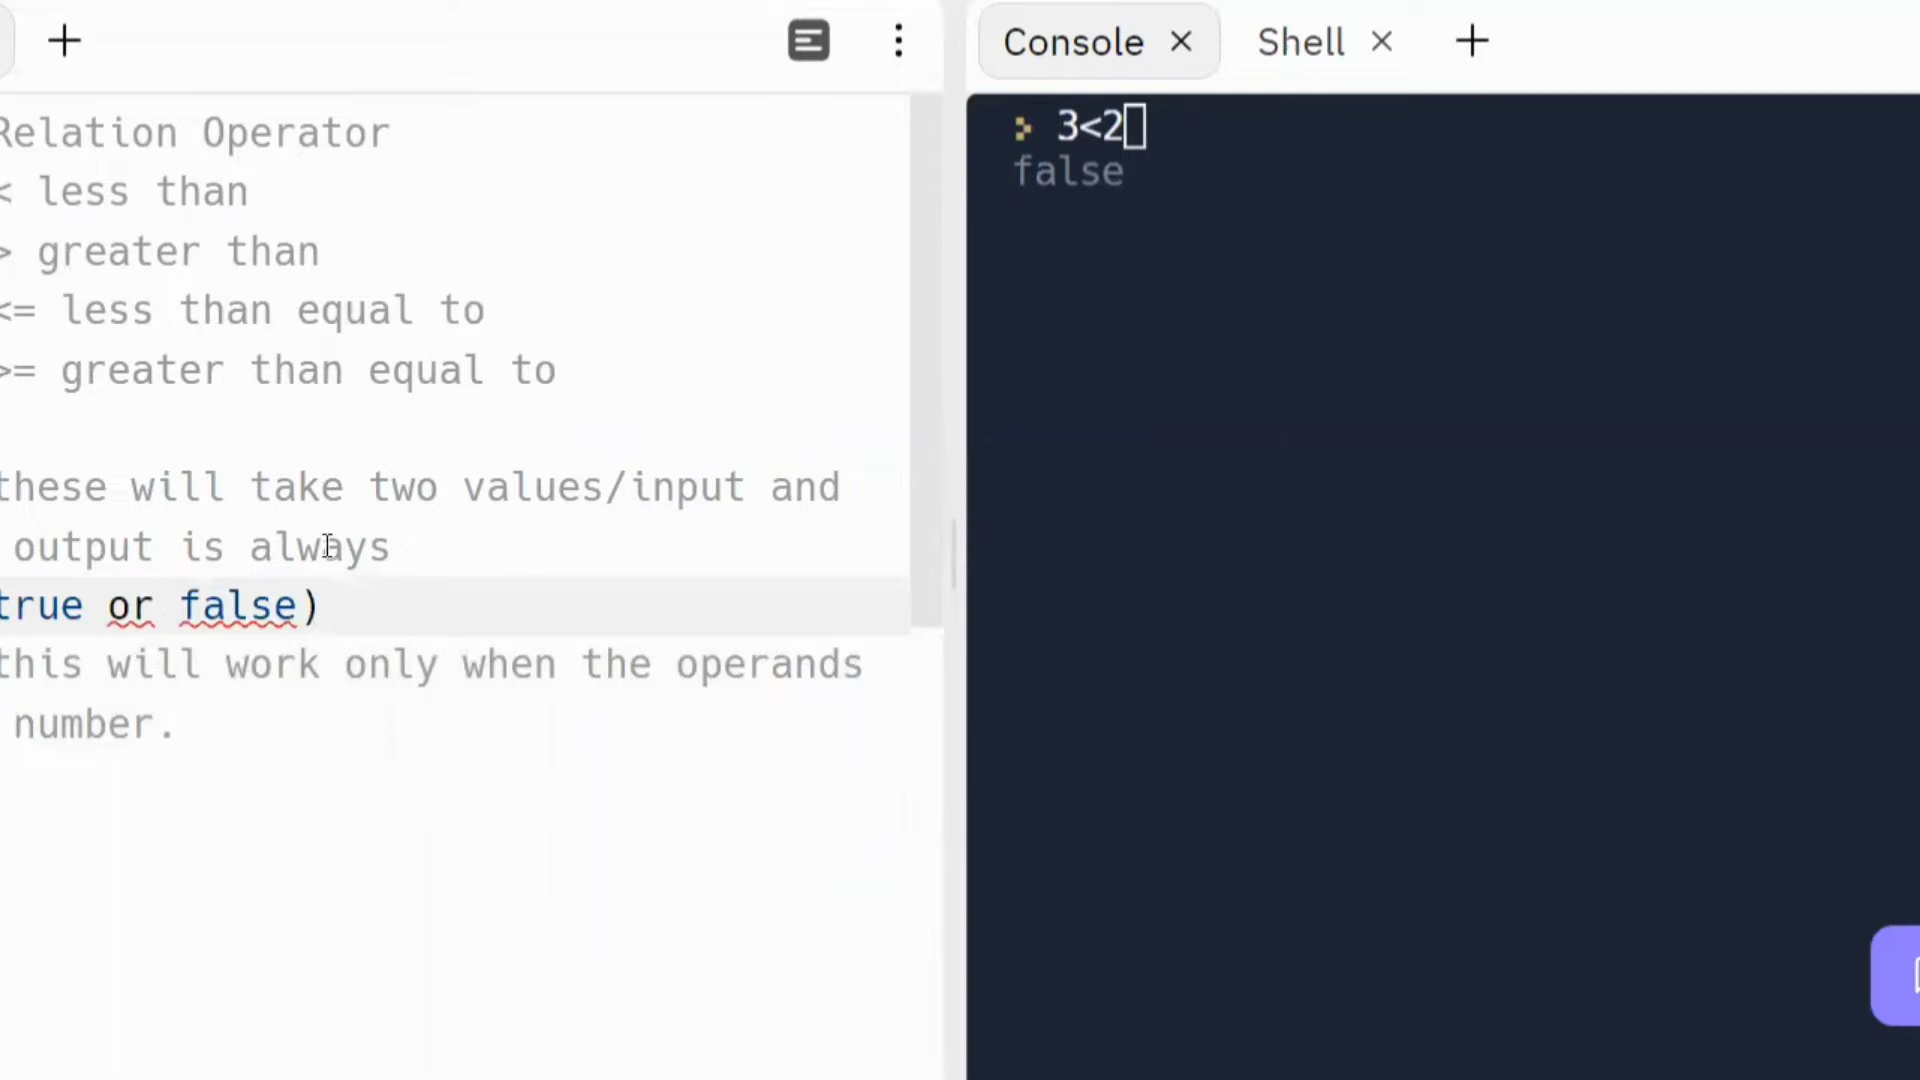 Relation Operator
< less than
> greater than
<= less than equal to
>= greater than equal to
these will take two values/input and
output is always
true or false)
this will work only when the operands
number.
Console
Shell
3<2
false